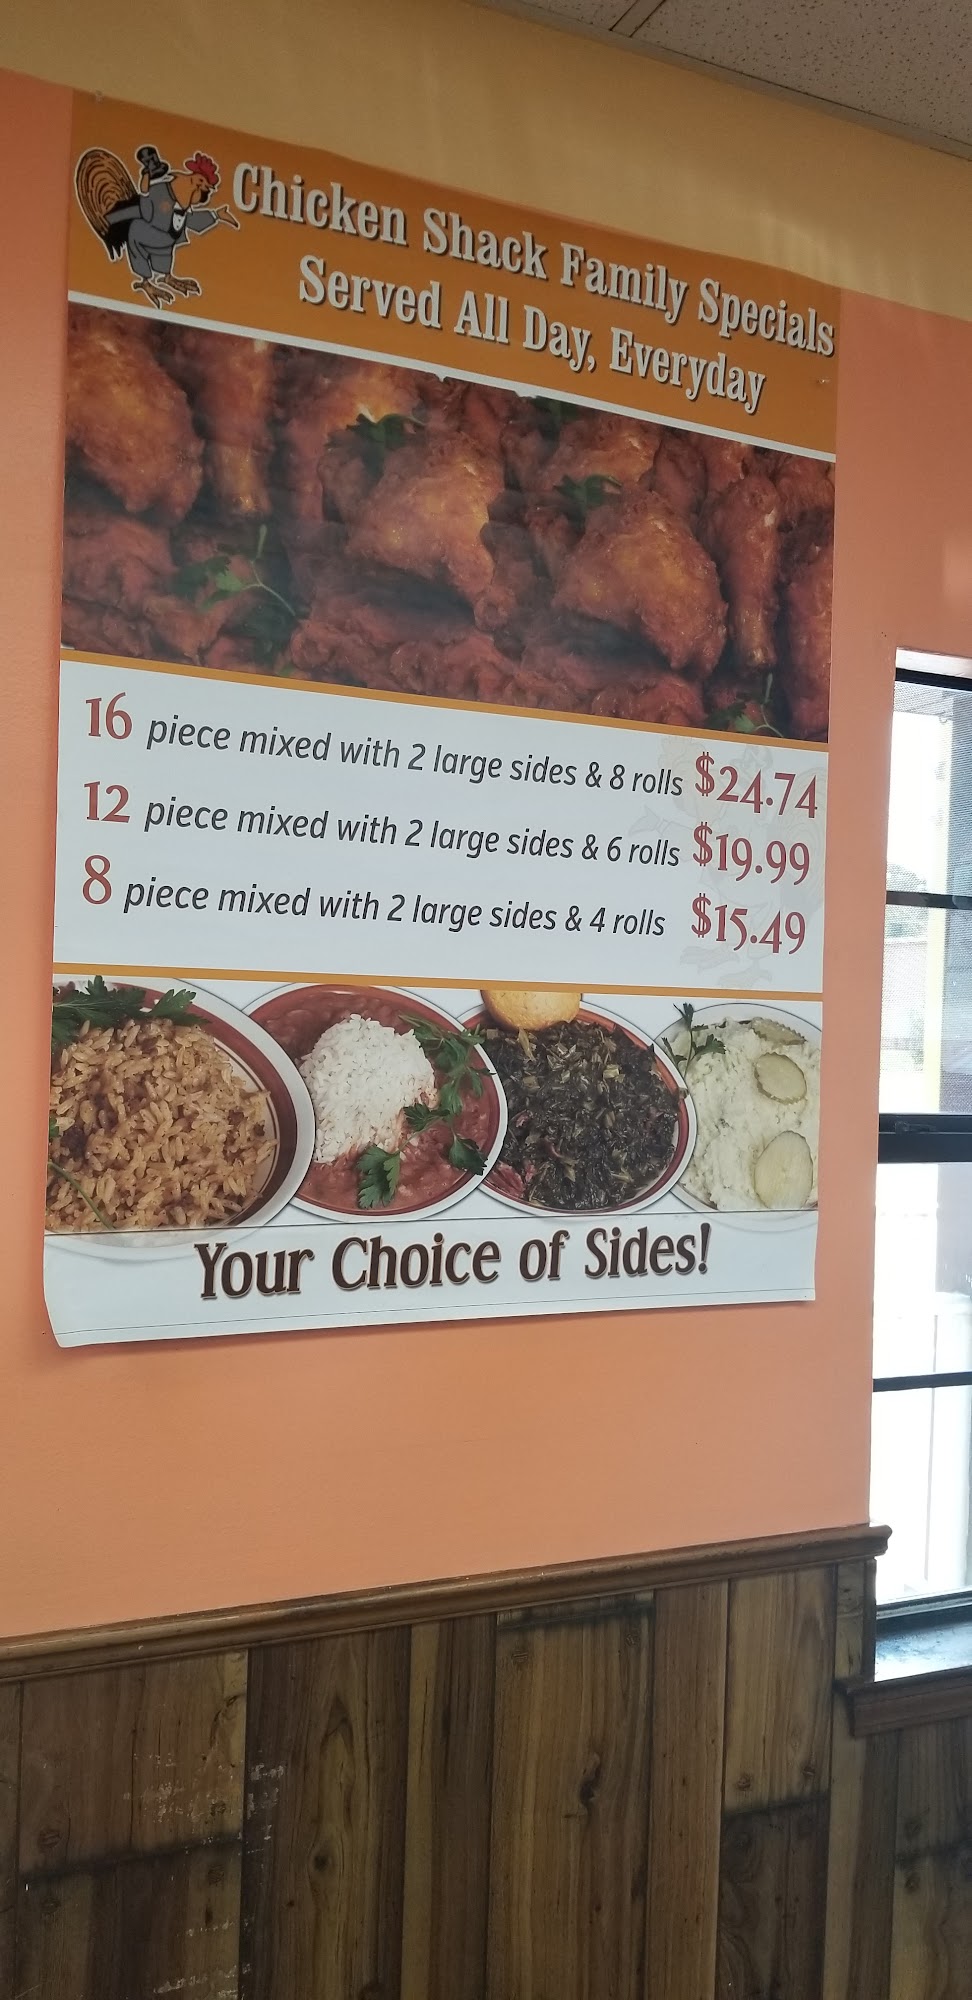 Chicken Shack Family Specials
Served All Day, Everyday
16 piece mixed with 2 large sides & 8 rolls $24.74
12 piece mixed with 2 large sides & 6 rolls $19.99
8 piece mixed with 2 large sides & 4 rolls $15.49
Your Choice of Sides!